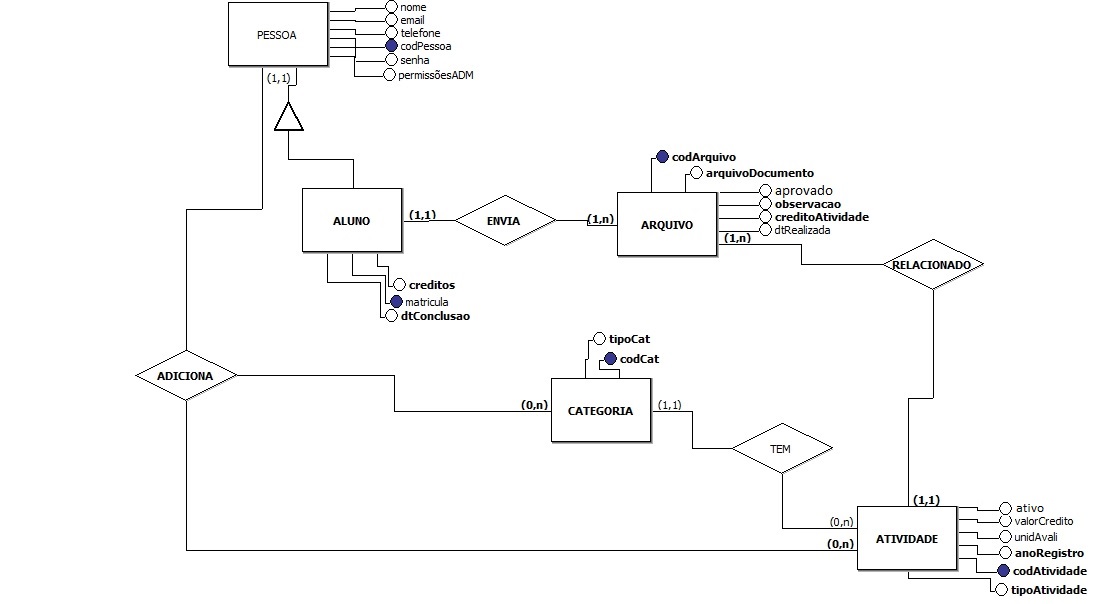 nome
email
PESSOA
telefone
codPessoa
senha
permissõesADM
(1,1)
codArquivo
arquivoDocumento
aprovado
observacao
creditoAtividade
dtRealizada
ALUNO
(1,1)
ENVIA
(1,n)
ARQUIVO
(1,n)
RELACIONADO
creditos
matricula
dtConclusao
tipoCat
codCat
ADICIONA
(0,n)
CATEGORIA
(1,1)
TEM
(1,1)
(0,n)
(0,n)
ATIVIDADE
ativo
valorCredito
unidAvali
anoRegistro
codAtividade
tipoAtividade